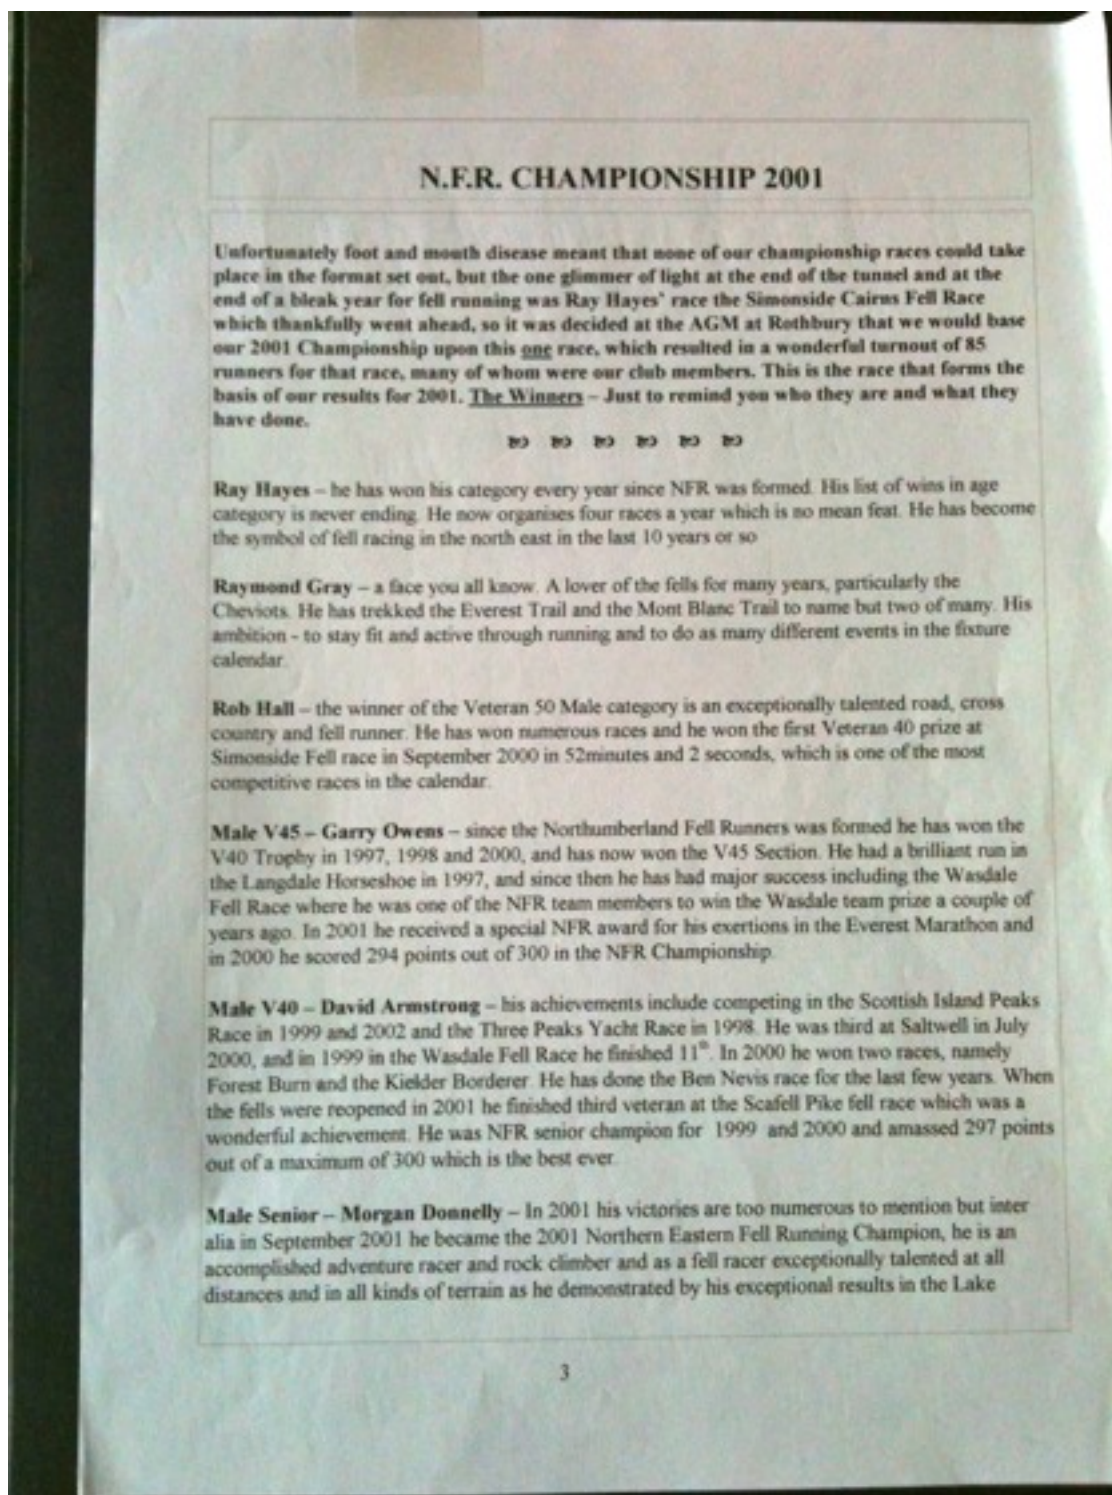 N.F.R. CHAMPIONSHIP 2001
Unfortunately foot and mouth disease meant that none of our championship races could take
place in the format set out, but the one glimmer of light at the end of the tunnel and at the
end of a bleak year for fell running was Ray Hayes' race the Simonside Cairns Fell Race
which thankfully went ahead, so it was decided at the AGM at Rothbury that we would base
our 2001 Championship upon this one race, which resulted in a wonderful turnout of 85
runners for that race, many of whom were our club members. This is the race that forms the
basis of our results for 2001. The Winners – Just to remind you who they are and what they
have done.
Ray Hayes – he has won his category every year since NFR was formed. His list of wins in age
category is never ending. He now organises four races a year which is no mean feat. He has become
the symbol of fell racing in the north east in the last 10 years or so
Raymond Gray – a face you all know. A lover of the fells for many years, particularly the
Cheviots. He has trekked the Everest Trail and the Mont Blanc Trail to name but two of many. His
ambition - to stay fit and active through running and to do as many different events in the fixture
calendar.
Rob Hall – the winner of the Veteran 50 Male category is an exceptionally talented road, cross
country and fell runner. He has won numerous races and he won the first Veteran 40 prize at
Simonside Fell race in September 2000 in 52minutes and 2 seconds, which is one of the most
competitive races in the calendar.
Male V45 – Garry Owens – since the Northumberland Fell Runners was formed he has won the
V40 Trophy in 1997, 1998 and 2000, and has now won the V45 Section. He had a brilliant run in
the Langdale Horseshoe in 1997, and since then he has had major success including the Wasdale
Fell Race where he was one of the NFR team members to win the Wasdale team prize a couple of
years ago. In 2001 he received a special NFR award for his exertions in the Everest Marathon and
in 2000 he scored 294 points out of 300 in the NFR Championship.
Male V40 – David Armstrong – his achievements include competing in the Scottish Island Peaks
Race in 1999 and 2002 and the Three Peaks Yacht Race in 1998. He was third at Saltwell in July
2000, and in 1999 in the Wasdale Fell Race he finished 11th. In 2000 he won two races, namely
Forest Burn and the Kielder Borderer. He has done the Ben Nevis race for the last few years. When
the fells were reopened in 2001 he finished third veteran at the Scafell Pike fell race which was a
wonderful achievement. He was NFR senior champion for 1999 and 2000 and amassed 297 points
out of a maximum of 300 which is the best ever.
Male Senior – Morgan Donnelly – In 2001 his victories are too numerous to mention but inter
alia in September 2001 he became the 2001 Northern Eastern Fell Running Champion, he is an
accomplished adventure racer and rock climber and as a fell racer exceptionally talented at all
distances and in all kinds of terrain as he demonstrated by his exceptional results in the Lake
3